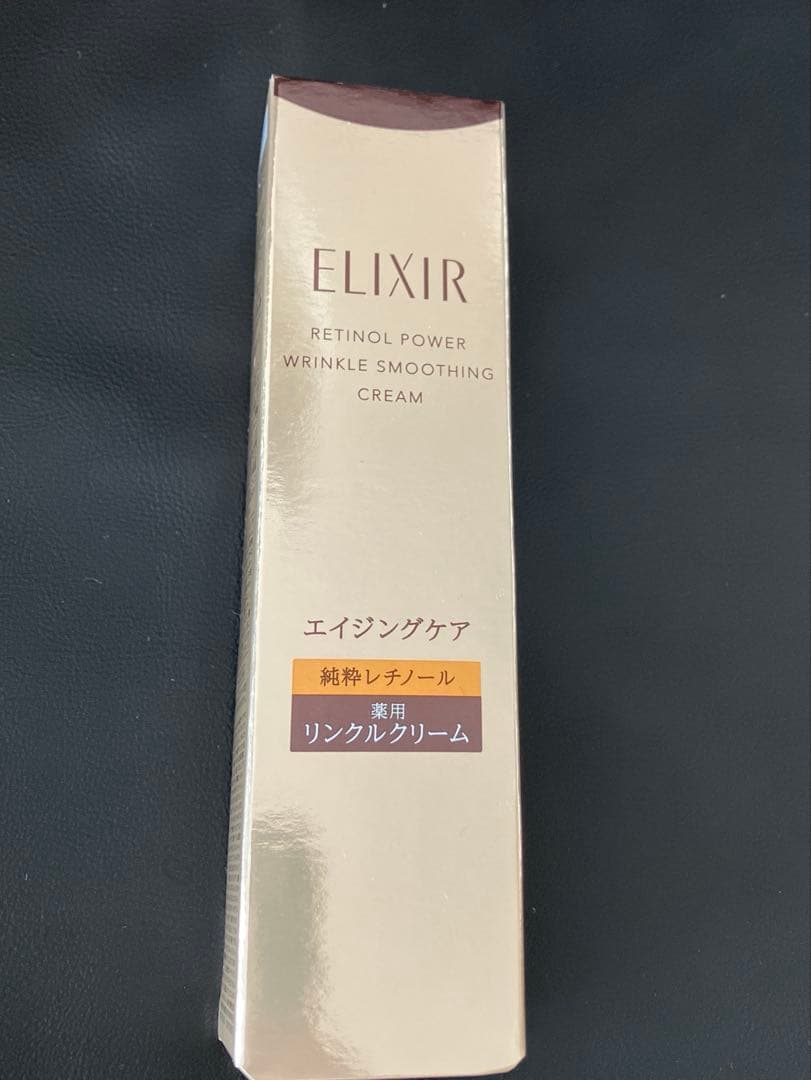 ELIXIR
RETINOL POWER
WRINKLE SMOOTHING
CREAM
エイジングケア
純粋レチノール
薬用
リンクルクリーム